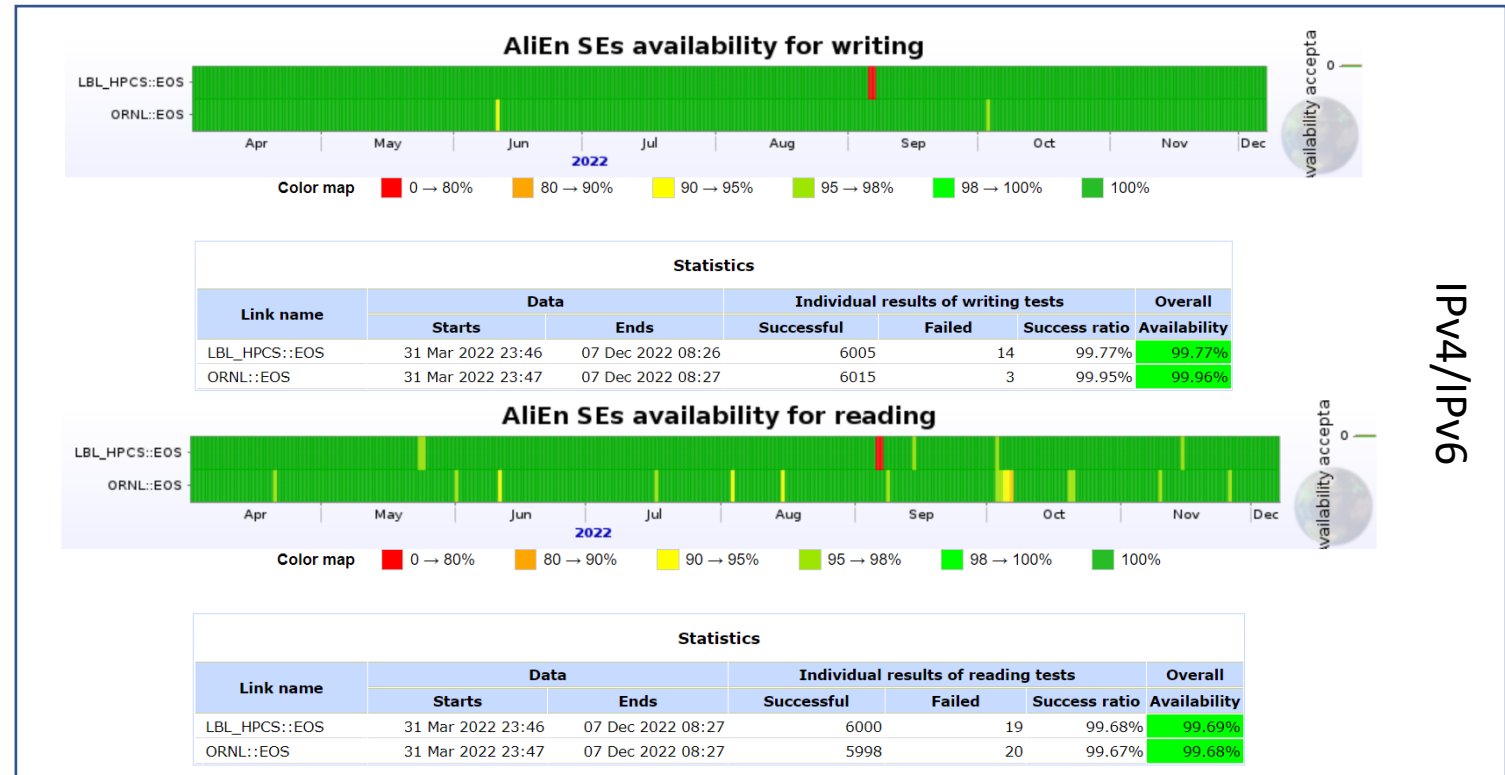 AliEn SEs availability for writing
LBL_HPCS::EOS
ORNL::EOS
Apr May Jun Jul Aug Sep Oct Nov Dec
2022
Availability accepta
0
Color map 0 → 80% 80 → 90% 90 → 95% 95 → 98% 98 → 100% 100%
Statistics
Link name Data Individual results of writing tests Overall
Starts Ends Successful Failed Success ratio Availability
LBL_HPCS::EOS 31 Mar 2022 23:46 07 Dec 2022 08:26 6005 14 99.77% 99.77%
ORNL::EOS 31 Mar 2022 23:47 07 Dec 2022 08:27 6015 3 99.95% 99.96%
AliEn SEs availability for reading
LBL_HPCS::EOS
ORNL::EOS
Apr May Jun Jul Aug Sep Oct Nov Dec
2022
Availability accepta
0
Color map 0 → 80% 80 → 90% 90 → 95% 95 → 98% 98 → 100% 100%
Statistics
Link name Data Individual results of reading tests Overall
Starts Ends Successful Failed Success ratio Availability
LBL_HPCS::EOS 31 Mar 2022 23:46 07 Dec 2022 08:27 6000 19 99.68% 99.69%
ORNL::EOS 31 Mar 2022 23:47 07 Dec 2022 08:27 5998 20 99.67% 99.68%
IPv4/IPv6